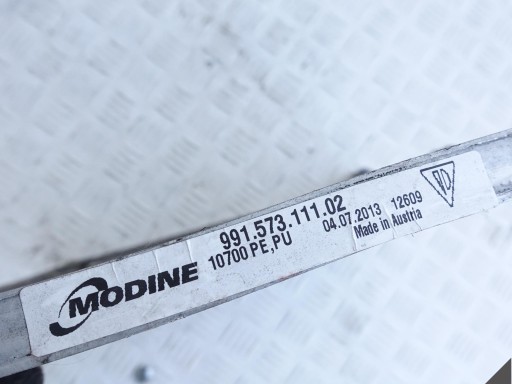 MODINE
991.573.111.02
10700 PE,PU
04.07.2013 12609
Made in Austria